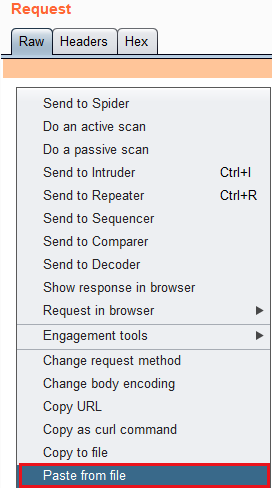 Request
Raw Headers Hex
Send to Spider
Do an active scan
Do a passive scan
Send to Intruder Ctrl+I
Send to Repeater Ctrl+R
Send to Sequencer
Send to Comparer
Send to Decoder
Show response in browser
Request in browser
Engagement tools
Change request method
Change body encoding
Copy URL
Copy as curl command
Copy to file
Paste from file